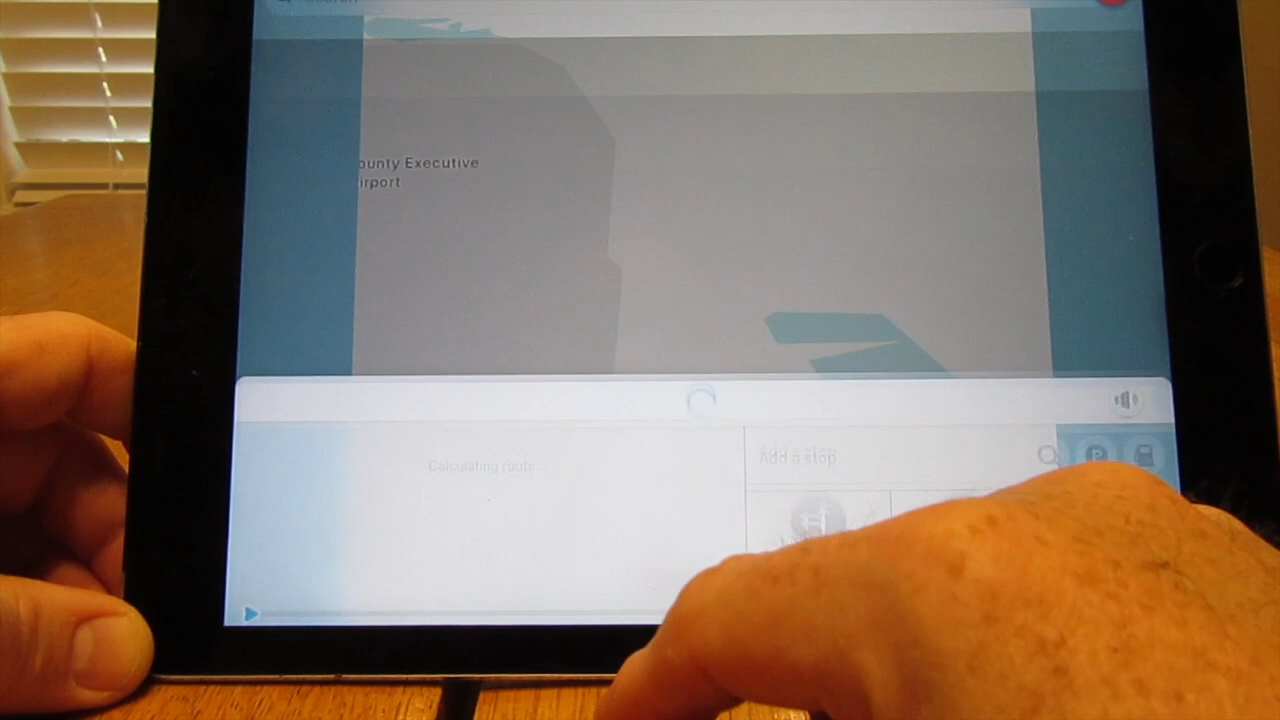 ounty Executive
irport
Calculating route...
Add a stop
P